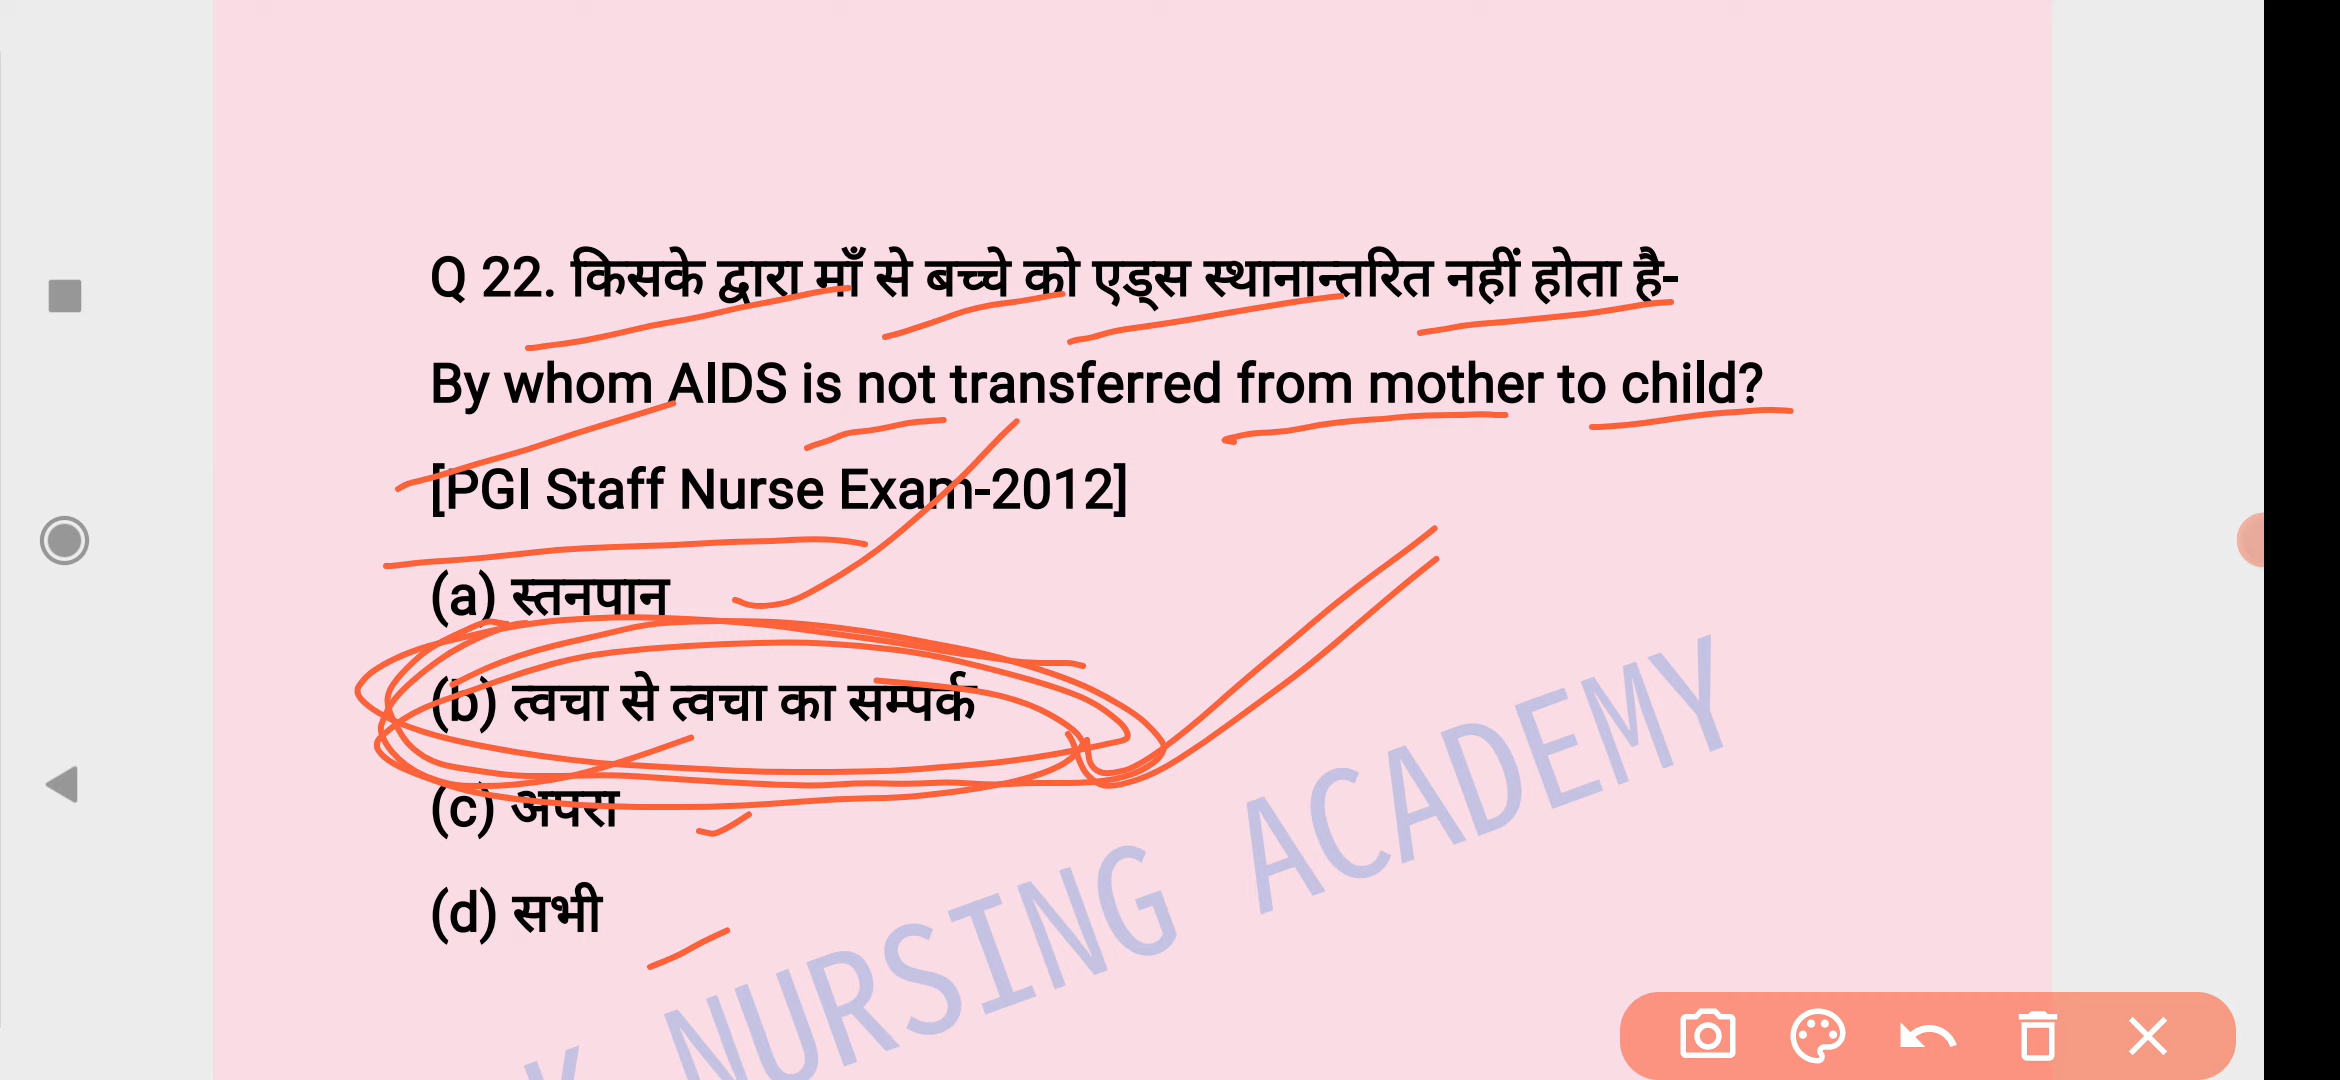 Q 22. किसके द्वारा माँ से बच्चे को एड्स स्थानान्तरित नहीं होता है-
By whom AIDS is not transferred from mother to child?
[PGI Staff Nurse Exam-2012]
(a) स्तनपान
(b) त्वचा से त्वचा का सम्पर्क
(c) अपरा
(d) सभी
K NURSING ACADEMY